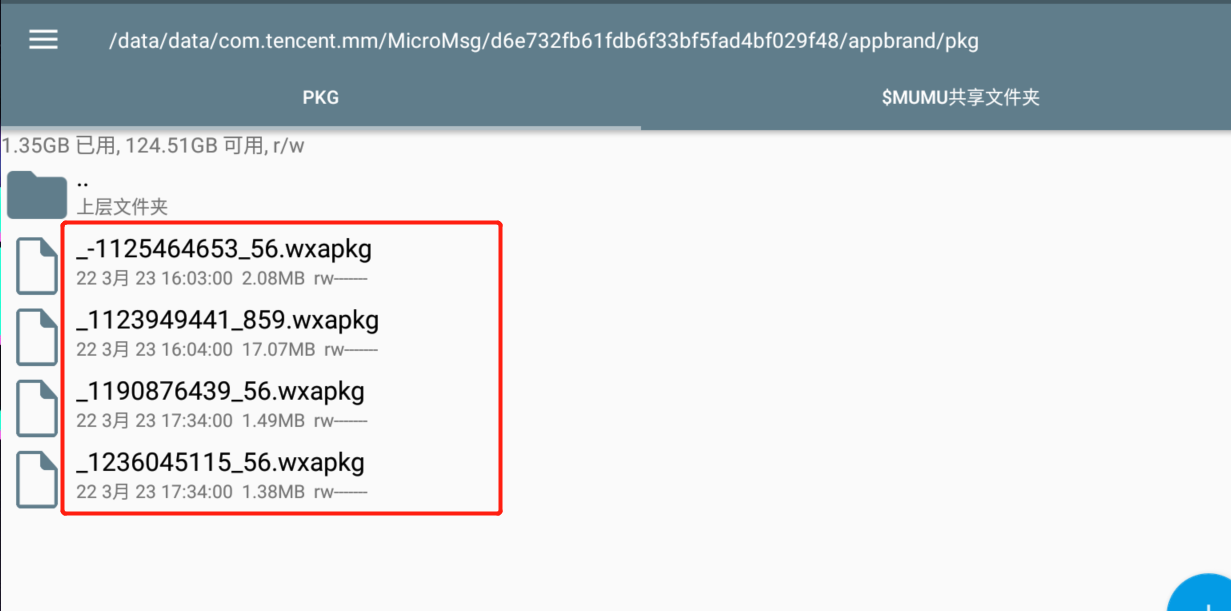 /data/data/com.tencent.mm/MicroMsg/d6e732fb61fdb6f33bf5fad4bf029f48/appbrand/pkg
PKG
$MUMU共享文件夹
1.35GB 已用, 124.51GB 可用, r/w
..
上层文件夹
_-1125464653_56.wxapkg
22 3月 23 16:03:00 2.08MB rw-------
_1123949441_859.wxapkg
22 3月 23 16:04:00 17.07MB rw-------
_1190876439_56.wxapkg
22 3月 23 17:34:00 1.49MB rw-------
_1236045115_56.wxapkg
22 3月 23 17:34:00 1.38MB rw-------